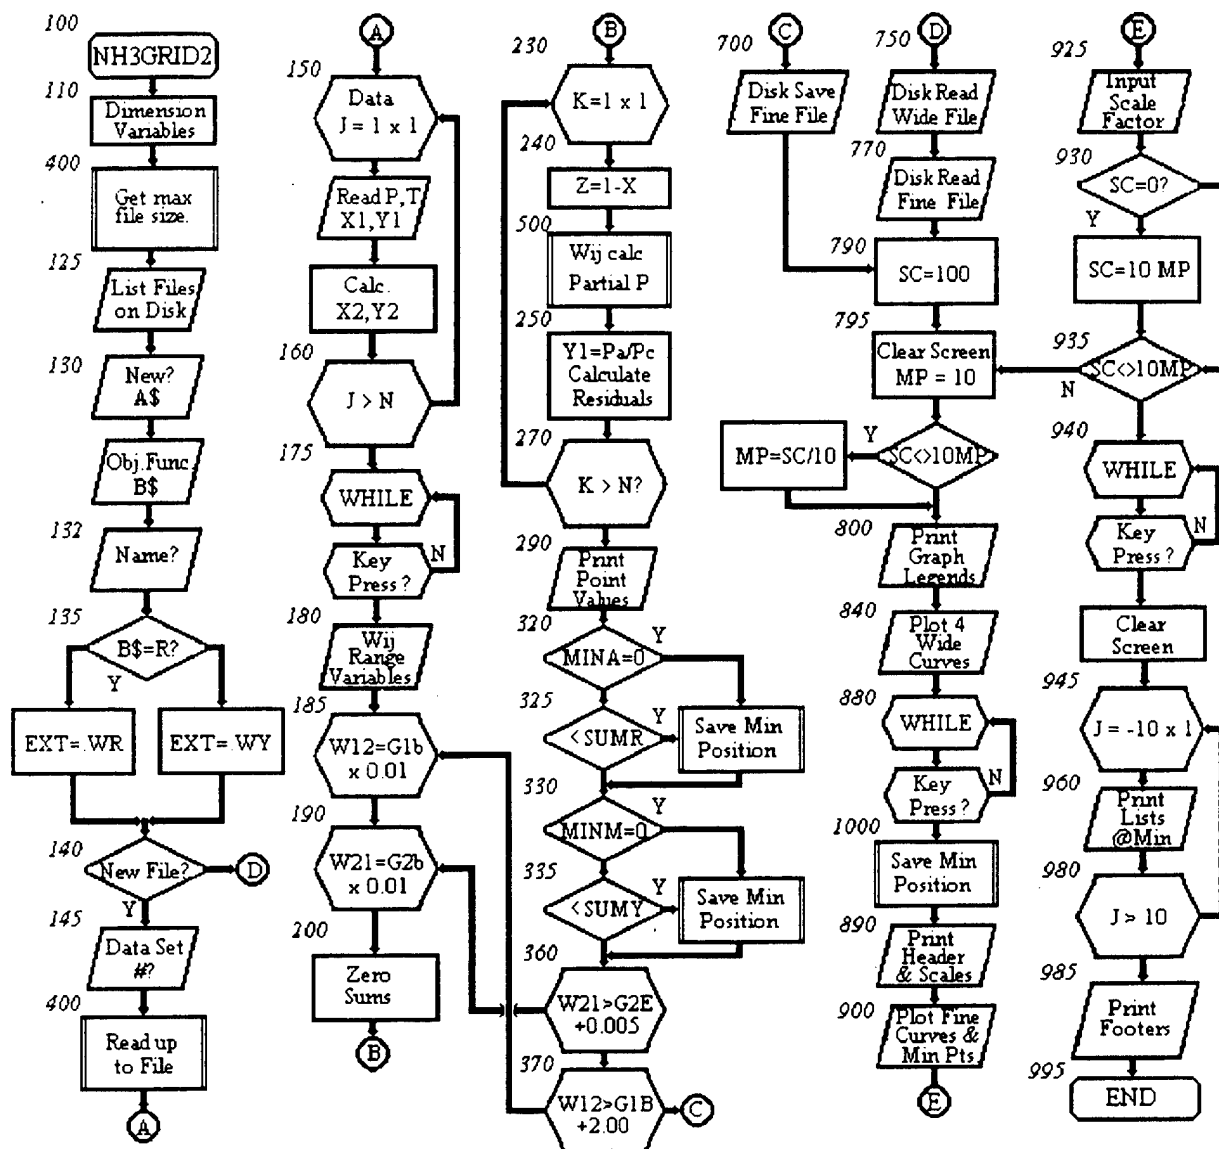 100
NH3GRID2
110
Dimension
Variables
400
Get max
file size.
125
List Files
on Disk
130
New?
A$
Obj.Func.
B$
132
Name?
135
B$=R?
Y
EXT=.WR
EXT=.WY
140
New File?
D
Y
145
Data Set
#?
400
Read up
to File
A
A
150
Data
J = 1 x 1
Read P,T
X1,Y1
Calc.
X2,Y2
160
J > N
175
WHILE
Key
Press?
N
180
Wij
Range
Variables
185
W12=G1b
x 0.01
190
W21=G2b
x 0.01
200
Zero
Sums
B
B
230
K=1 x 1
240
Z=1-X
500
Wij calc
Partial P
250
Y1=Pa/Pc
Calculate
Residuals
270
K > N?
290
Print
Point
Values
320
Y
MINA=0
325
Y
<SUMR
Save Min
Position
330
Y
MINM=0
335
Y
<SUMY
Save Min
Position
360
W21>G2E
+0.005
370
W12>G1B
+2.00
C
700
C
Disk Save
Fine File
750
D
Disk Read
Wide File
770
Disk Read
Fine File
790
SC=100
795
Clear Screen
MP = 10
Y
SC<>10MP
MP=SC/10
800
Print
Graph
Legends
840
Plot 4
Wide
Curves
880
WHILE
Key
Press?
N
1000
Save Min
Position
890
Print
Header
& Scales
900
Plot Fine
Curves &
Min Pts
E
925
E
Input
Scale
Factor
930
SC=0?
Y
SC=10 MP
935
SC<>10MP
N
940
WHILE
Key
Press?
N
Clear
Screen
945
J = -10 x 1
960
Print
Lists
@Min
980
J > 10
985
Print
Footers
995
END